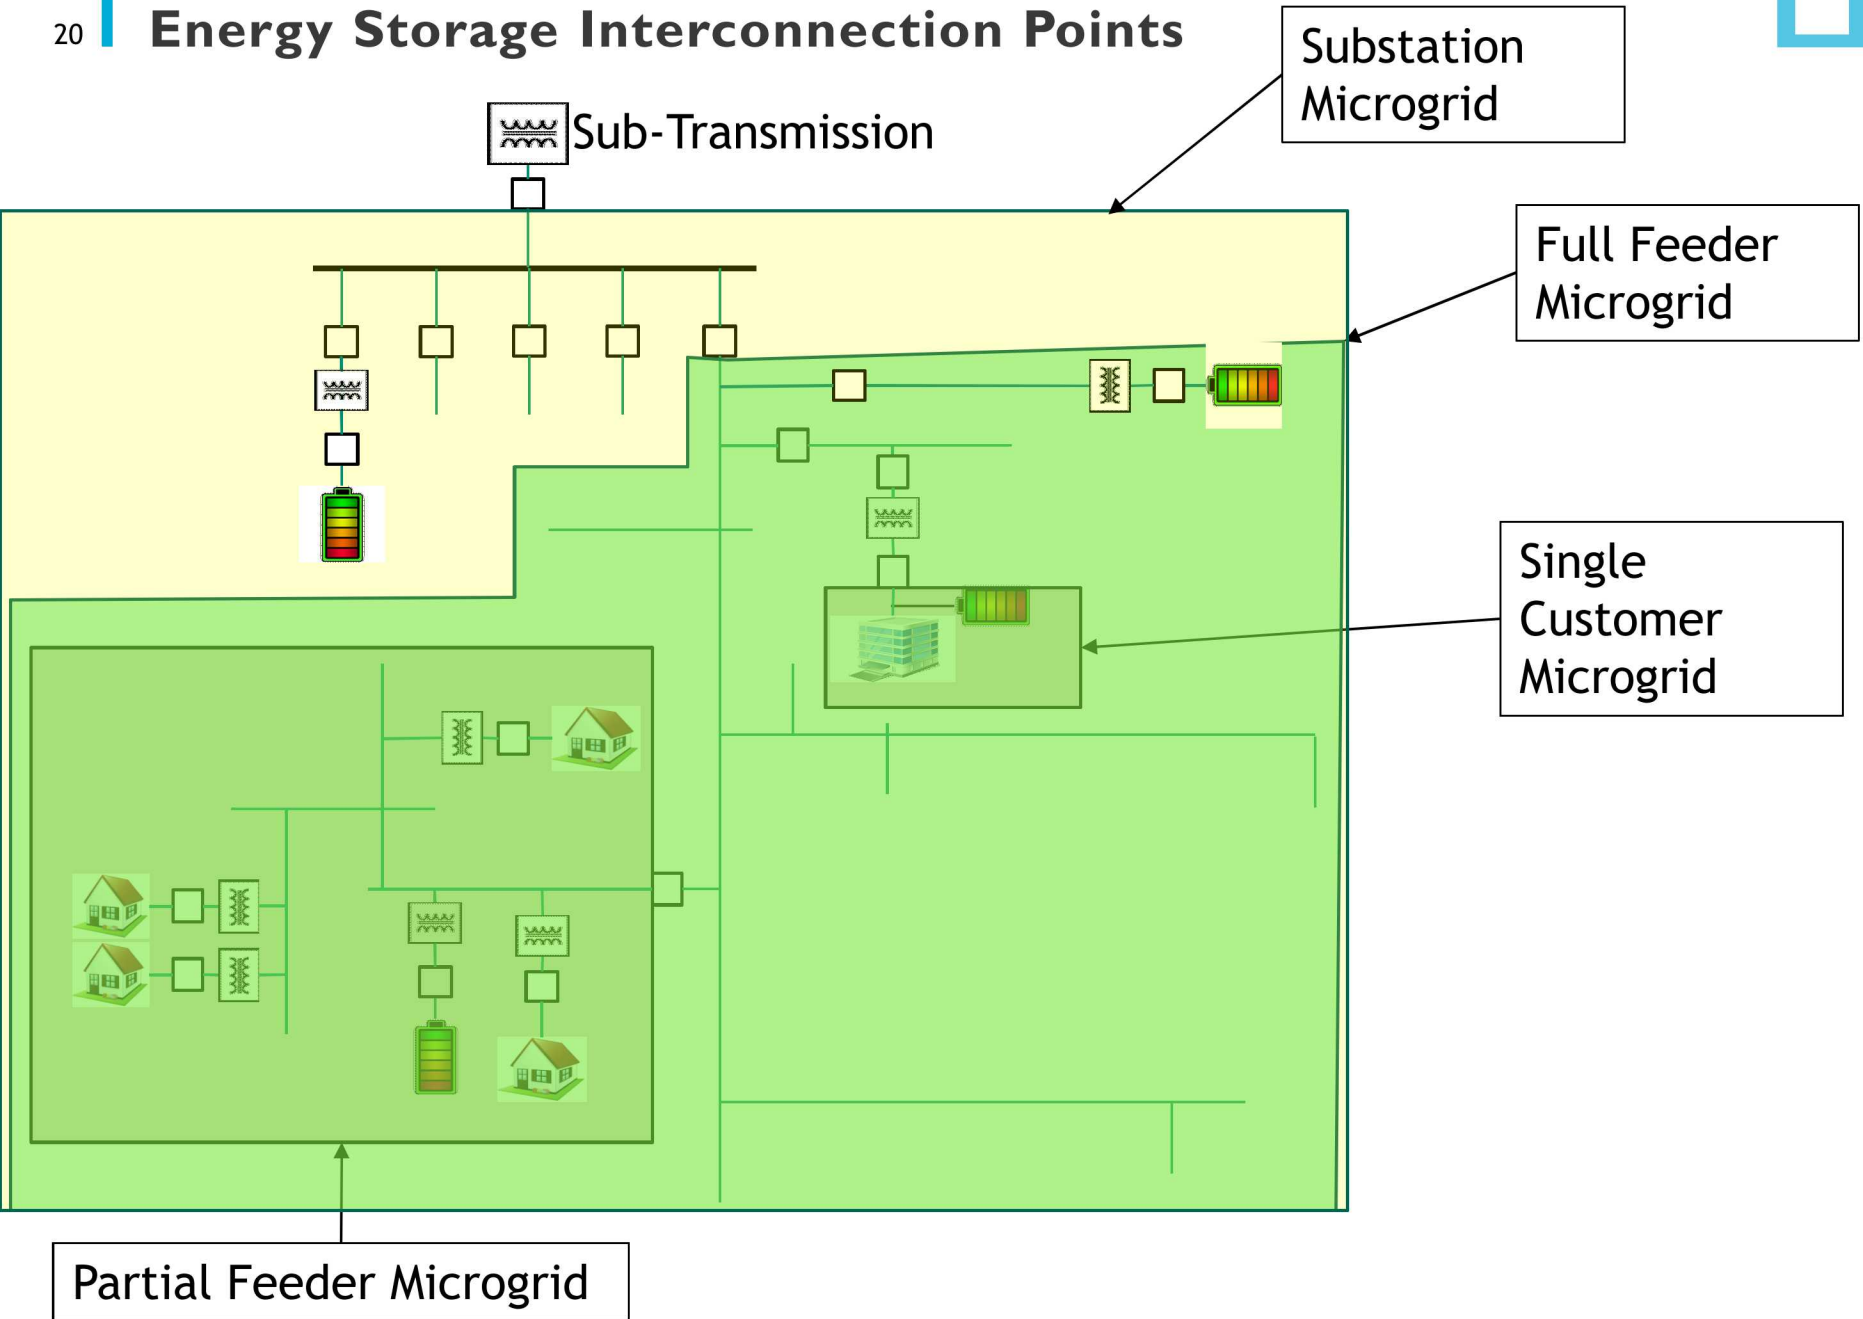 20
Energy Storage Interconnection Points
Substation
Microgrid
Sub-Transmission
Full Feeder
Microgrid
Single
Customer
Microgrid
Partial Feeder Microgrid